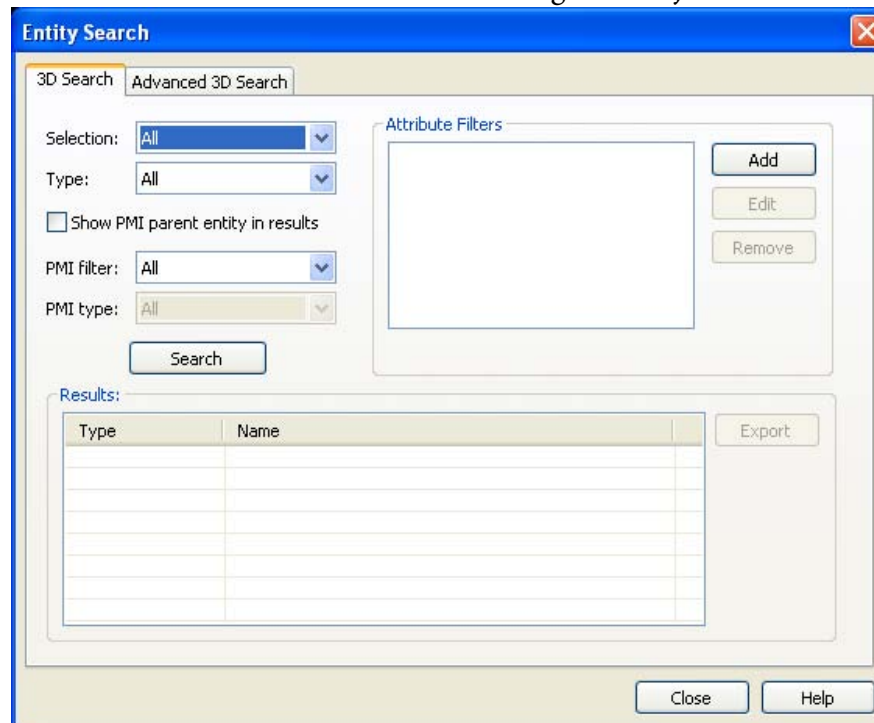 Entity Search
3D Search
Advanced 3D Search
Selection: All
Type: All
Show PMI parent entity in results
PMI filter: All
PMI type: All
Search
Attribute Filters
Add
Edit
Remove
Results:
Type Name
Export
Close Help